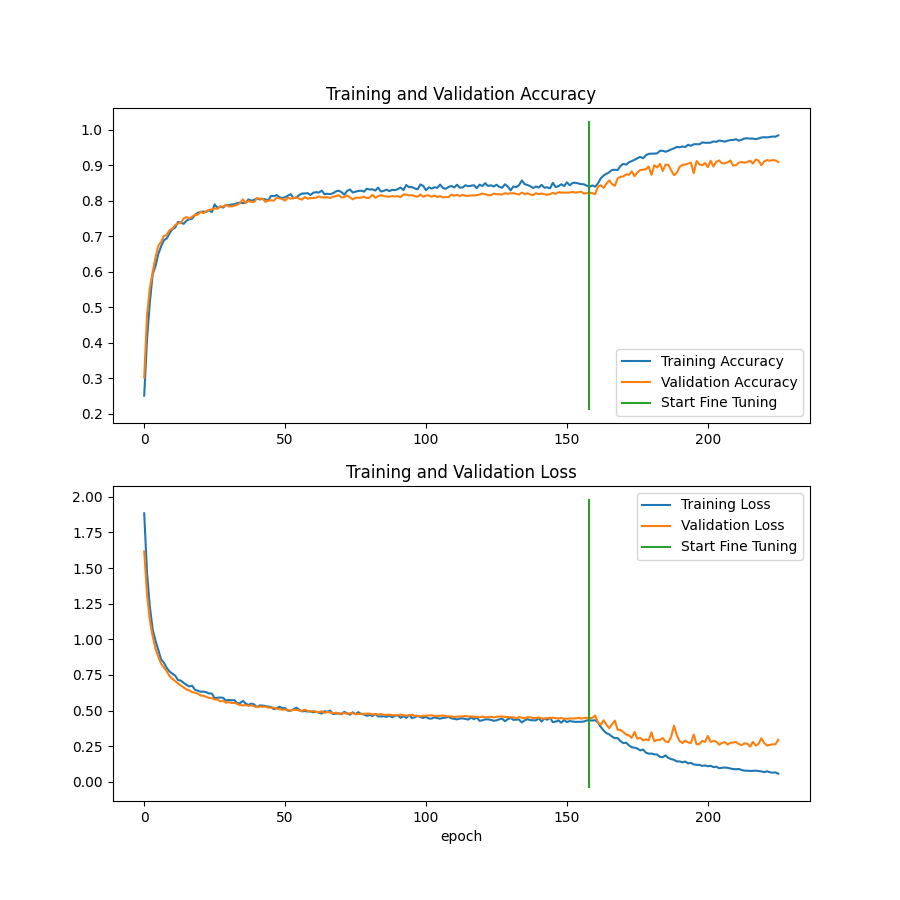 Training and Validation Accuracy
1.0
0.9
0.8
0.7
0.6
0.5
0.4
0.3
0.2
Training Accuracy
Validation Accuracy
Start Fine Tuning
0 50 100 150 200
Training and Validation Loss
2.00
1.75
1.50
1.25
1.00
0.75
0.50
0.25
0.00
Training Loss
Validation Loss
Start Fine Tuning
0 50 100 150 200
epoch